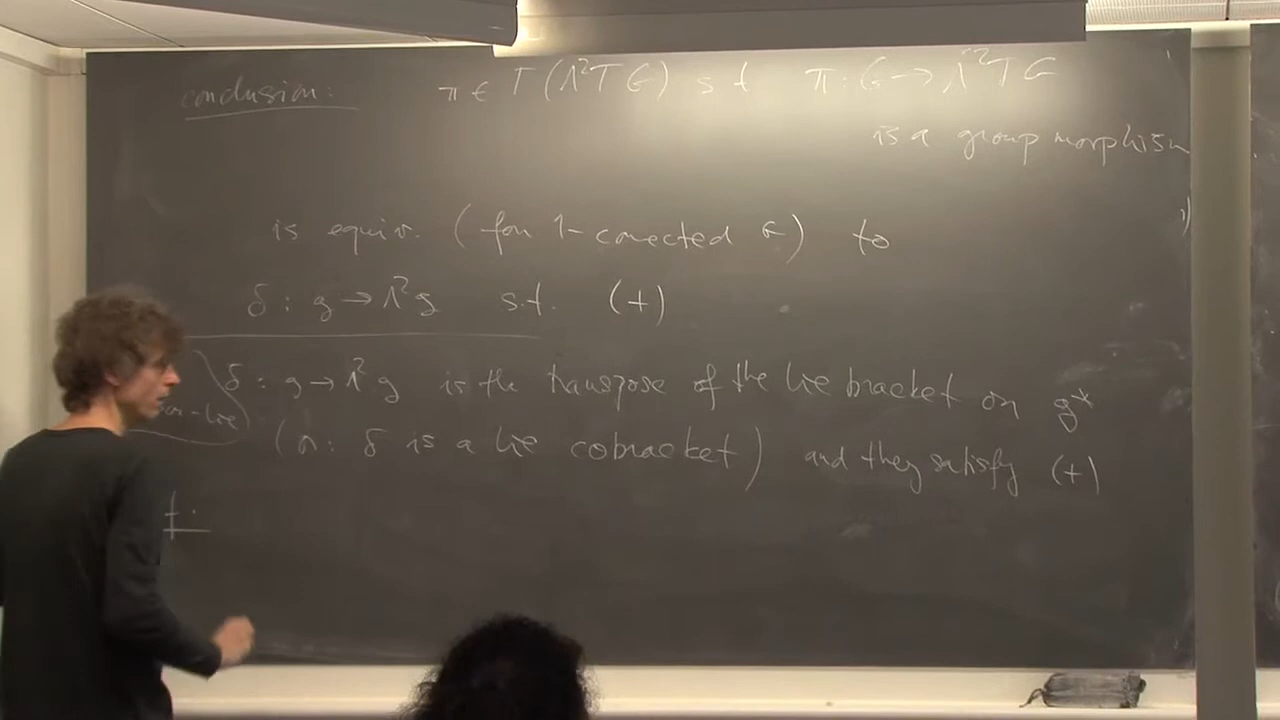 conclusion: π ∈ Γ(Λ²TG) s.t π: G → Λ²TG
is a group morphism
is equiv. (for 1-conected G) to
δ: g → Λ²g s.t. (+)
δ: g → Λ²g is the transpose of the Lie bracket on g*
(n: δ is a Lie cobracket) and they satisfy (+)